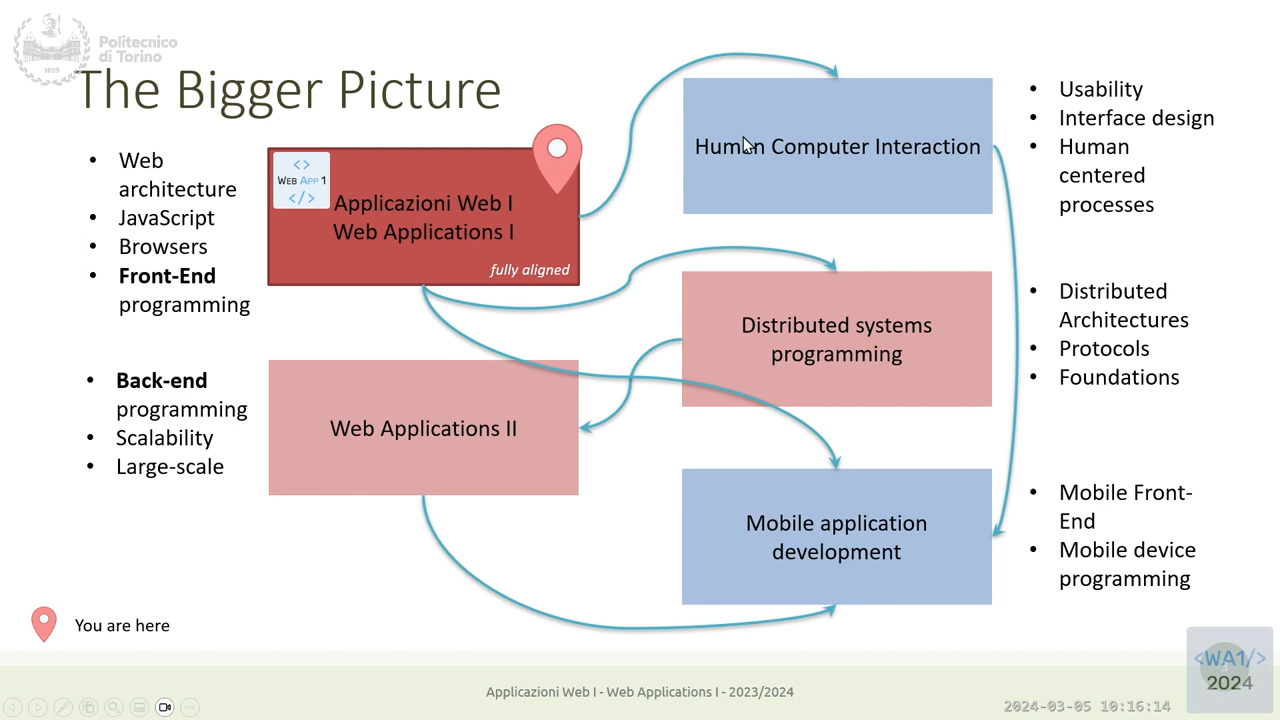 Politecnico
di Torino
1859
The Bigger Picture
• Web
architecture
• JavaScript
• Browsers
• Front-End
programming
<>
WEB APP 1
</>
Applicazioni Web I
Web Applications I
fully aligned
Human Computer Interaction
• Usability
• Interface design
• Human
centered
processes
Distributed systems
programming
• Distributed
Architectures
• Protocols
• Foundations
• Back-end
programming
• Scalability
• Large-scale
Web Applications II
Mobile application
development
• Mobile Front-
End
• Mobile device
programming
You are here
Applicazioni Web I - Web Applications I - 2023/2024
<WA1/>
3
2024
2024-03-05 10:16:14